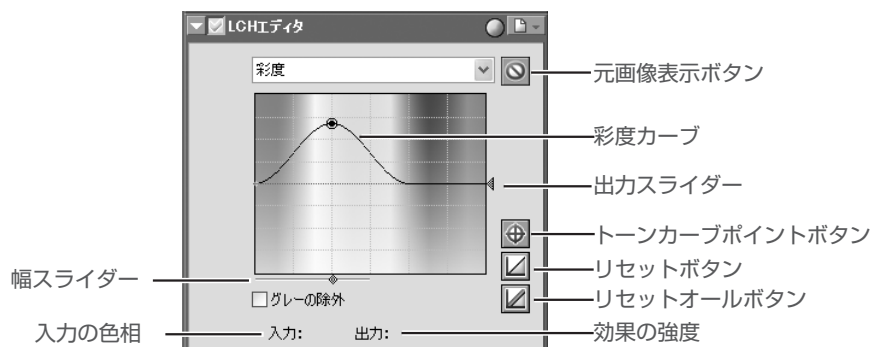 LCHエディタ
彩度
元画像表示ボタン
彩度カーブ
出力スライダー
トーンカーブポイントボタン
リセットボタン
幅スライダー
グレーの除外
リセットオールボタン
入力の色相
入力:
出力:
効果の強度